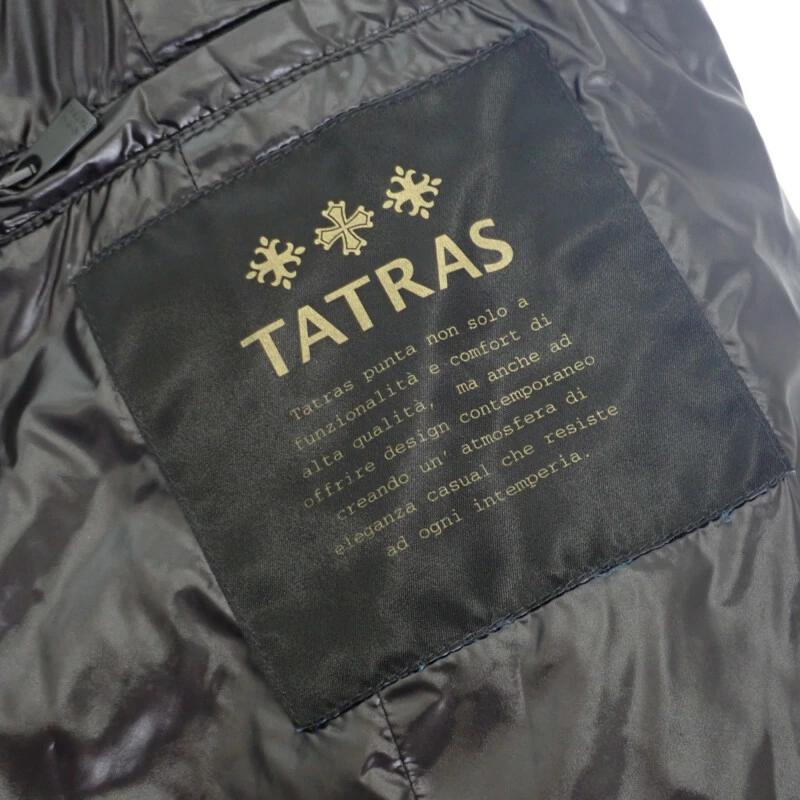 TATRAS
Tatras punta non solo a
funzionalità e comfort di
alta qualità, ma anche ad
offrire design contemporaneo
creando un' atmosfera di
eleganza casual che resiste
ad ogni intemperia.